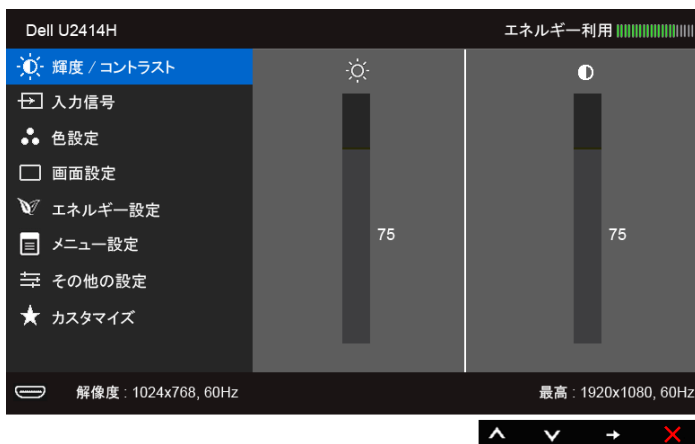 Dell U2414H
エネルギー利用
輝度 / コントラスト
入力信号
色設定
画面設定
エネルギー設定
メニュー設定
その他の設定
カスタマイズ
75
75
解像度 : 1024x768, 60Hz
最高 : 1920x1080, 60Hz